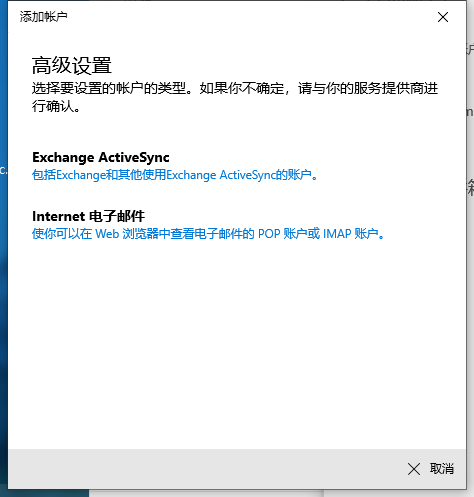 添加帐户
高级设置
选择要设置的帐户的类型。如果你不确定，请与你的服务提供商进
行确认。
Exchange ActiveSync
包括Exchange和其他使用Exchange ActiveSync的账户。
Internet 电子邮件
使你可以在 Web 浏览器中查看电子邮件的 POP 账户或 IMAP 账户。
取消